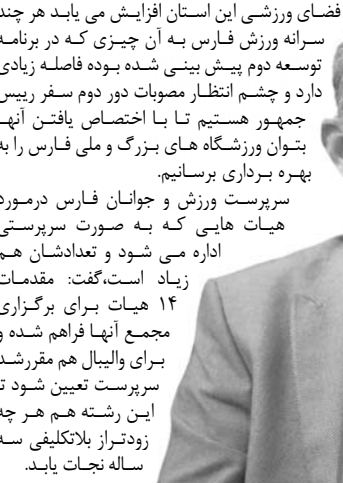 فضای ورزشی این استان افزایش می یابد هر چند
سرانه ورزش فارس به آن چیزی که در برنامه
توسعه دوم پیش بینی شده بوده فاصله زیادی
دارد و چشم انتظار مصوبات دور دوم سفر رییس
جمهور هستیم تا با اختصاص یافتن آنها
بتوان ورزشگاه های بزرگ و ملی فارس را به
بهره برداری برسانیم.
سرپرست ورزش و جوانان فارس درمورد
هیات هایی که به صورت سرپرستی
اداره می شود و تعدادشان هم
زیاد است،گفت: مقدمات
۱۴ هیات برای برگزاری
مجمع آنها فراهم شده و
برای والیبال هم مقررشد
سرپرست تعیین شود تا
این رشته هم هر چه
زودتراز بلاتکلیفی سه
ساله نجات یابد.